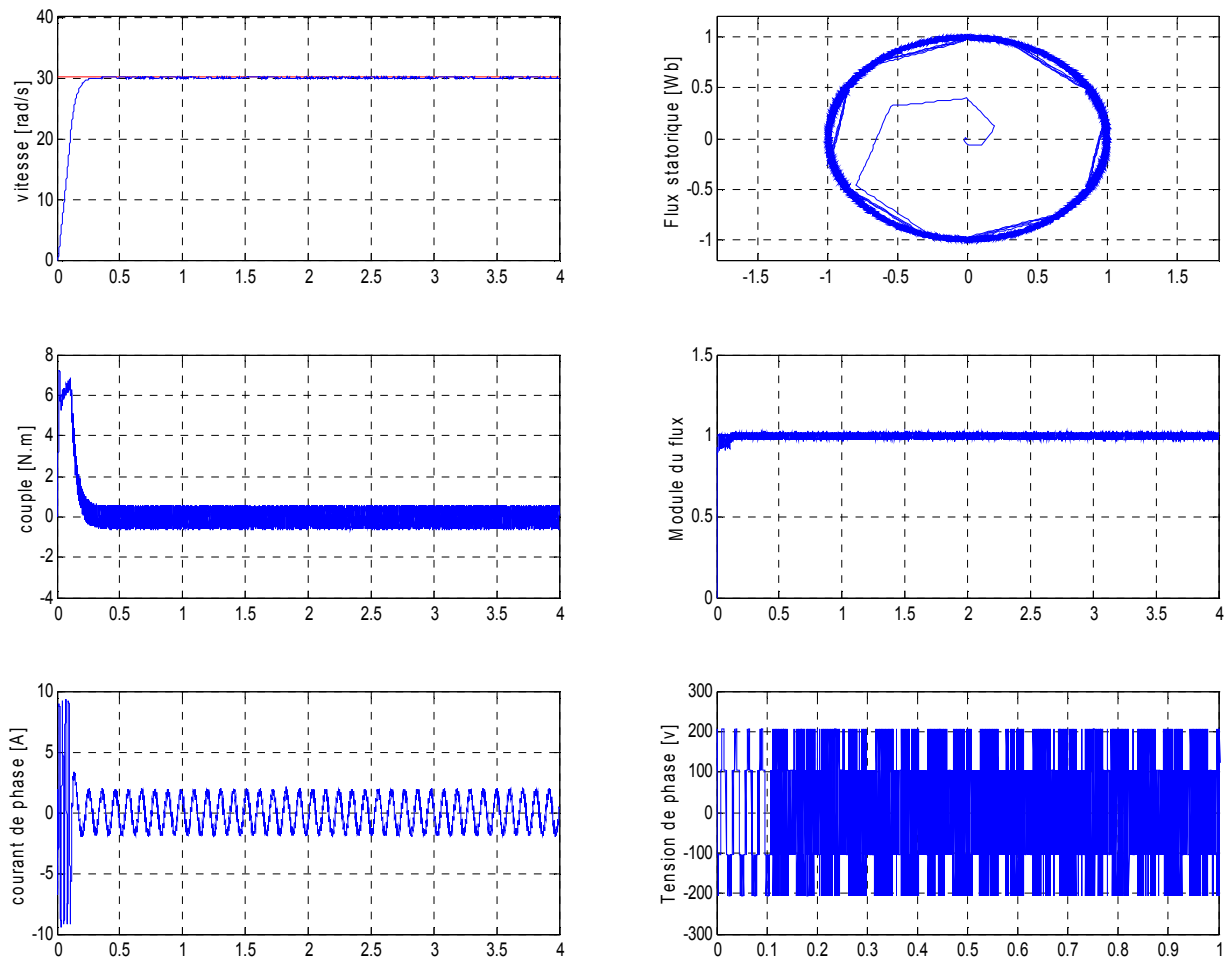 vitesse [rad/s]
40
30
20
10
0
0 0.5 1 1.5 2 2.5 3 3.5 4
Flux statorique [Wb]
1
0.5
0
-0.5
-1
-1.5 -1 -0.5 0 0.5 1 1.5
couple [N.m]
8
6
4
2
0
-2
-4
0 0.5 1 1.5 2 2.5 3 3.5 4
Module du flux
1.5
1
0.5
0
0 0.5 1 1.5 2 2.5 3 3.5 4
courant de phase [A]
10
5
0
-5
-10
0 0.5 1 1.5 2 2.5 3 3.5 4
Tension de phase [v]
300
200
100
0
-100
-200
-300
0 0.1 0.2 0.3 0.4 0.5 0.6 0.7 0.8 0.9 1